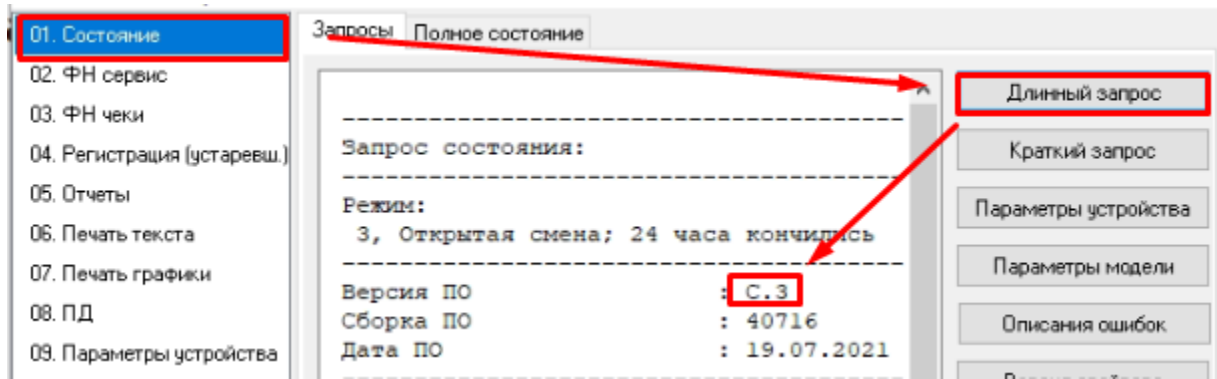 01. Состояние
02. ФН сервис
03. ФН чеки
04. Регистрация (устаревш.)
05. Отчеты
06. Печать текста
07. Печать графики
08. ПД
09. Параметры устройства
Запросы Полное состояние
--------------------------------------
Запрос состояния:
--------------------------------------
Режим:
3, Открытая смена; 24 часа кончились
--------------------------------------
Версия ПО : C.3
Сборка ПО : 40716
Дата ПО : 19.07.2021
--------------------------------------
Длинный запрос
Краткий запрос
Параметры устройства
Параметры модели
Описания ошибок